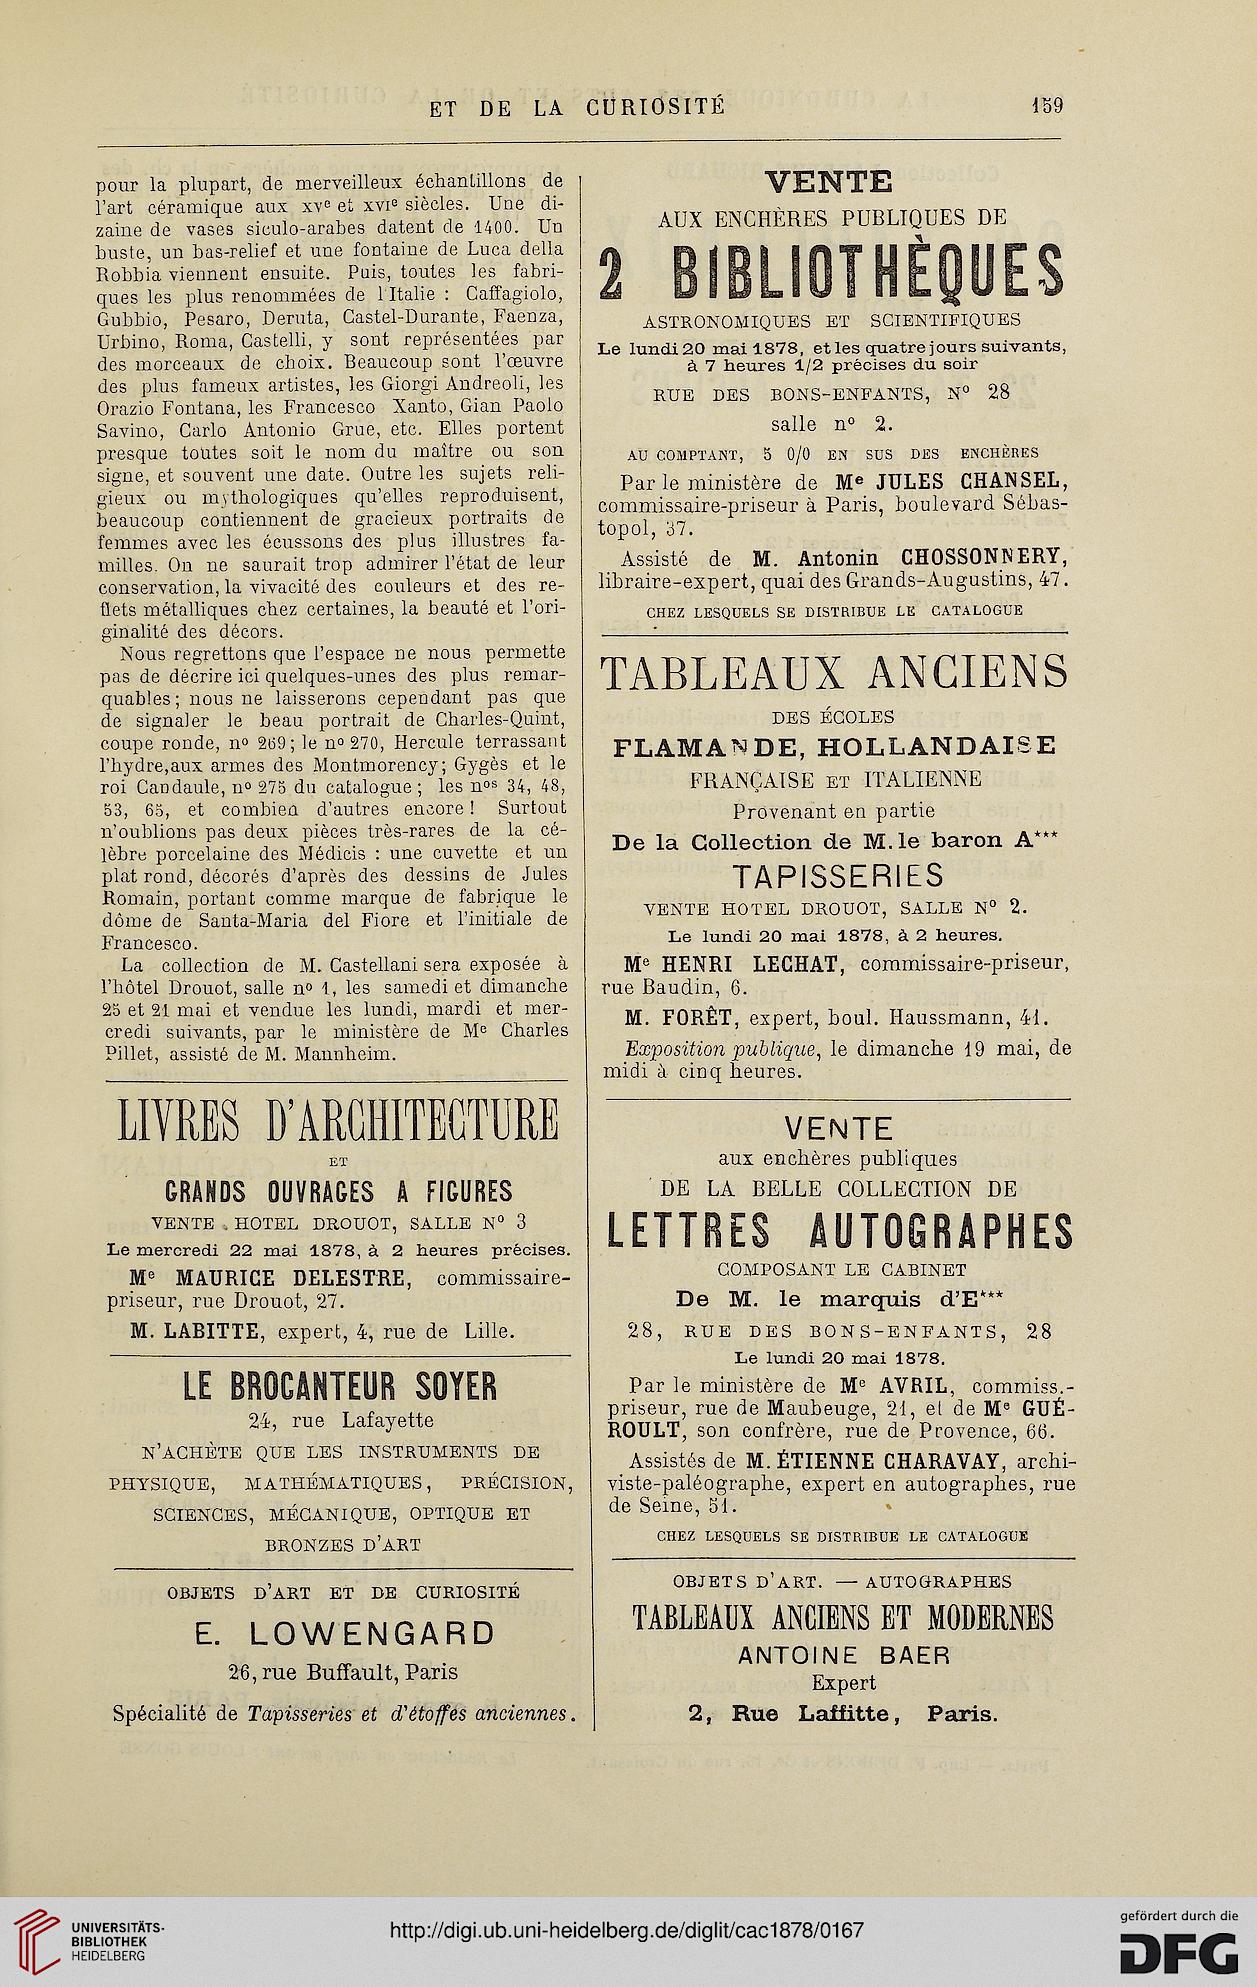 ET DE LA CURIOSITÉ
159
pour la plupart, de merveilleux échantillons de
l'art céramique aux XVe et XVIe siècles. Une di-
zaine de vases siculo-arabes datent de 1400. Un
buste, un bas-relief et une fontaine de Luca della
Robbia viennent ensuite. Puis, toutes les fabri-
ques les plus renommées de l'Italie : Caffagiolo,
Gubbio, Pesaro, Deruta, Castel-Durante, Faenza,
Urbino, Roma, Castelli, y sont représentées par
des morceaux de choix. Beaucoup sont l'œuvre
des plus fameux artistes, les Giorgi Andreoli, les
Orazio Fontana, les Francesco Xanto, Gian Paolo
Savino, Carlo Antonio Grue, etc. Elles portent
presque toutes soit le nom du maître ou son
signe, et souvent une date. Outre les sujets reli-
gieux ou mythologiques qu'elles reproduisent,
beaucoup contiennent de gracieux portraits de
femmes avec les écussons des plus illustres fa-
milles. On ne saurait trop admirer l'état de leur
conservation, la vivacité des couleurs et des re-
flets métalliques chez certaines, la beauté et l'ori-
ginalité des décors.
Nous regrettons que l'espace ne nous permette
pas de décrire ici quelques-unes des plus remar-
quables; nous ne laisserons cependant pas que
de signaler le beau portrait de Charles-Quint,
coupe ronde, nº 269; le nº 270, Hercule terrassant
l'hydre, aux armes des Montmorency; Gygès et le
roi Candaule, nº 275 du catalogue; les nos 34, 48,
53, 65, et combien d'autres encore! Surtout
n'oublions pas deux pièces très-rares de la cé-
lèbre porcelaine des Médicis : une cuvette et un
plat rond, décorés d'après des dessins de Jules
Romain, portant comme marque de fabrique le
dôme de Santa-Maria del Fiore et l'initiale de
Francesco.
La collection de M. Castellani sera exposée à
l'hôtel Drouot, salle nº 1, les samedi et dimanche
25 et 21 mai et vendue les lundi, mardi et mer-
credi suivants, par le ministère de Me Charles
Pillet, assisté de M. Mannheim.
LIVRES D'ARCHITECTURE
ET
GRANDS OUVRAGES A FIGURES
VENTE HOTEL DROUOT, SALLE Nº 3
Le mercredi 22 mai 1878, à 2 heures précises.
Me MAURICE DELESTRE, commissaire-
priseur, rue Drouot, 27.
M. LABITTE, expert, 4, rue de Lille.
LE BROCANTEUR SOYER
24, rue Lafayette
N'ACHÈTE QUE LES INSTRUMENTS DE
PHYSIQUE, MATHÉMATIQUES, PRÉCISION,
SCIENCES, MÉCANIQUE, OPTIQUE ET
BRONZES D'ART
OBJETS D'ART ET DE CURIOSITÉ
E. LOWENGARD
26, rue Buffault, Paris
Spécialité de Tapisseries et d'étoffes anciennes.
VENTE
AUX ENCHÈRES PUBLIQUES DE
2 BIBLIOTHÈQUES
ASTRONOMIQUES ET SCIENTIFIQUES
Le lundi 20 mai 1878, et les quatre jours suivants,
à 7 heures 1/2 précises du soir
RUE DES BONS-ENFANTS, Nº 28
salle nº 2.
AU COMPTANT, 5 0/0 EN SUS DES ENCHÈRES
Par le ministère de Me JULES CHANSEL,
commissaire-priseur à Paris, boulevard Sébas-
topol, 37.
Assisté de M. Antonin CHOSSONNERY,
libraire-expert, quai des Grands-Augustins, 47.
CHEZ LESQUELS SE DISTRIBUE LE CATALOGUE
TABLEAUX ANCIENS
DES ÉCOLES
FLAMANDE, HOLLANDAISE
FRANÇAISE ET ITALIENNE
Provenant en partie
De la Collection de M. le baron A***
TAPISSERIES
VENTE HOTEL DROUOT, SALLE Nº 2.
Le lundi 20 mai 1878, à 2 heures.
Me HENRI LECHAT, commissaire-priseur,
rue Baudin, 6.
M. FORÊT, expert, boul. Haussmann, 41.
Exposition publique, le dimanche 19 mai, de
midi à cinq heures.
VENTE
aux enchères publiques
DE LA BELLE COLLECTION DE
LETTRES AUTOGRAPHES
COMPOSANT LE CABINET
De M. le marquis d'E***
28, RUE DES BONS-ENFANTS, 28
Le lundi 20 mai 1878.
Par le ministère de Me AVRIL, commiss.-
priseur, rue de Maubeuge, 21, et de Me GUÉ-
ROULT, son confrère, rue de Provence, 66.
Assistés de M. ÉTIENNE CHARAVAY, archi-
viste-paléographe, expert en autographes, rue
de Seine, 51.
CHEZ LESQUELS SE DISTRIBUE LE CATALOGUE
OBJETS D'ART. — AUTOGRAPHES
TABLEAUX ANCIENS ET MODERNES
ANTOINE BAER
Expert
2, Rue Laffitte, Paris.
UNIVERSITÄTS-
BIBLIOTHEK
HEIDELBERG
http://digi.ub.uni-heidelberg.de/diglit/cac1878/0167
gefördert durch die
DFG